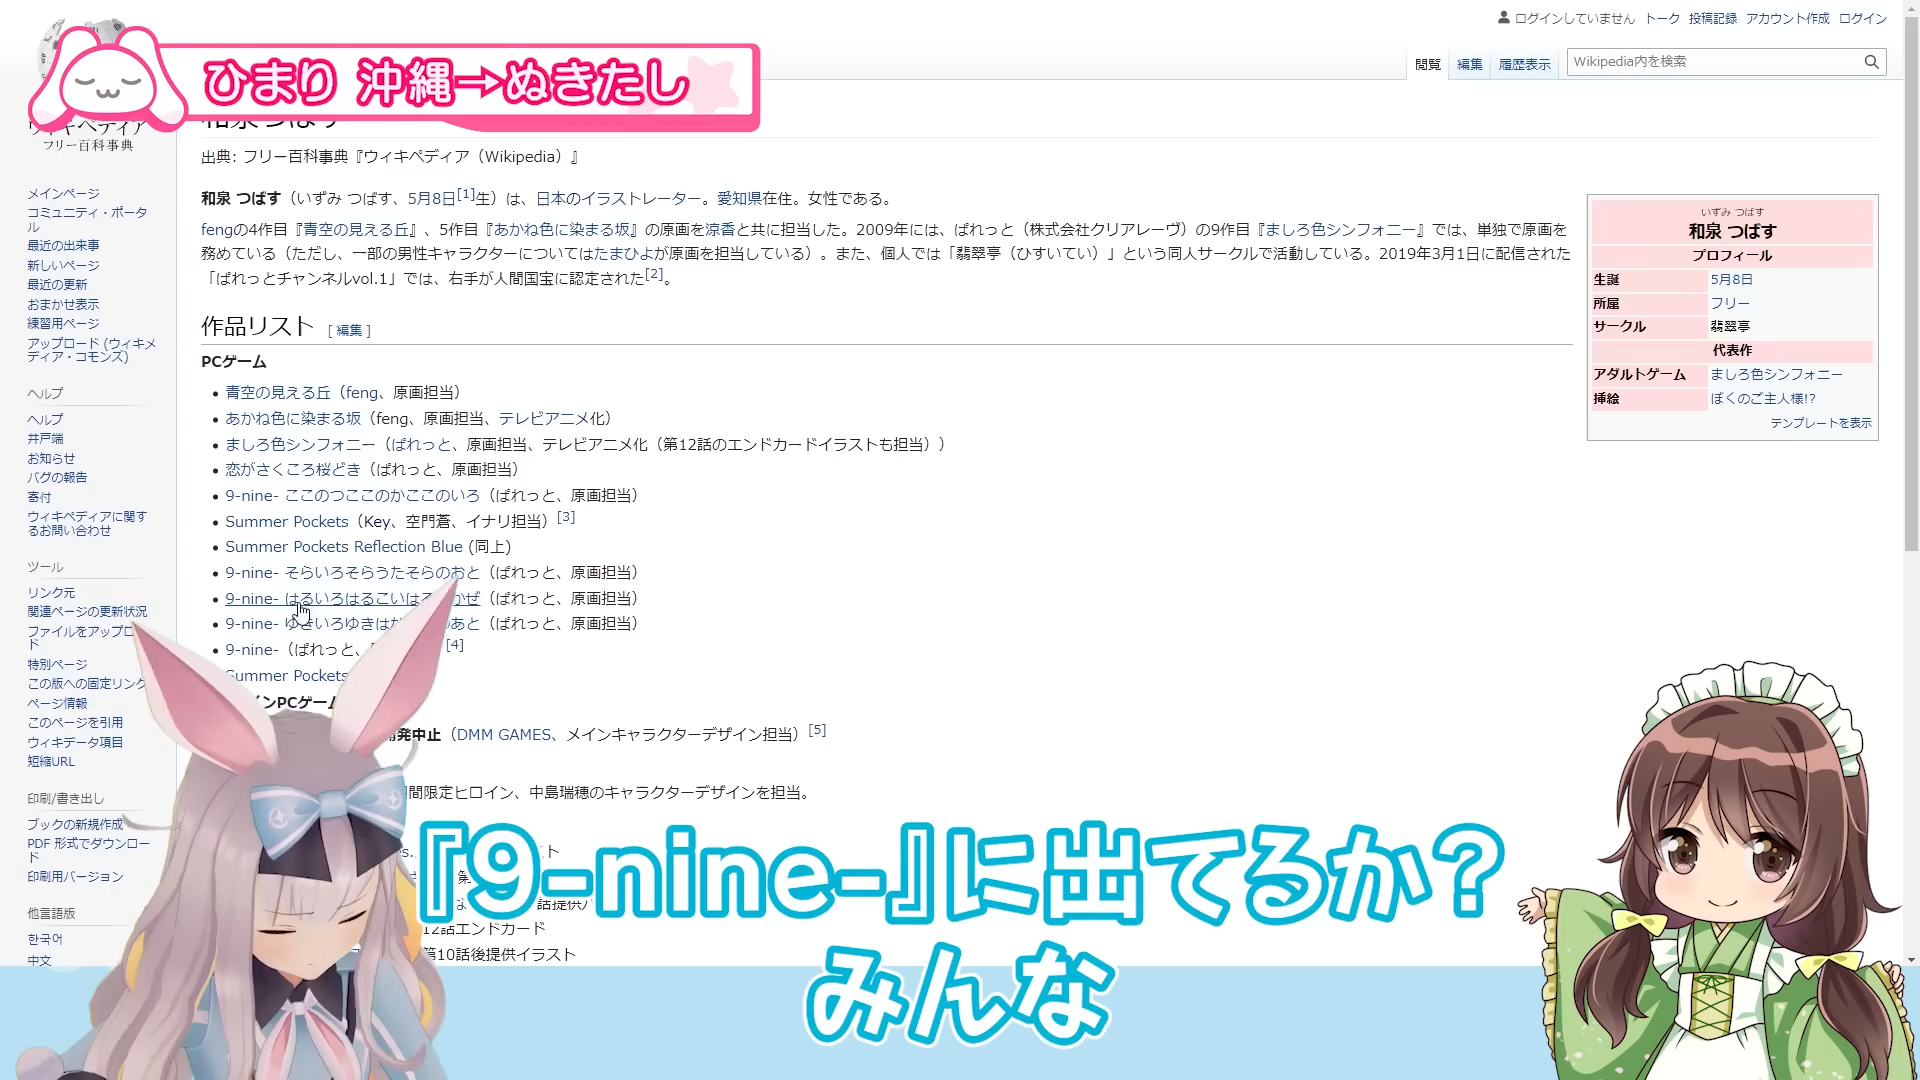 ログインしていません トーク 投稿記録 アカウント作成 ログイン
閲覧 編集 履歴表示 Wikipedia内を検索
ひまり 沖縄→ぬきたし
フリー百科事典
出典: フリー百科事典『ウィキペディア（Wikipedia）』
和泉 つばす（いずみ つばす、5月8日[1]生）は、日本のイラストレーター。愛知県在住。女性である。
fengの4作目『青空の見える丘』、5作目『あかね色に染まる坂』の原画を涼香と共に担当した。2009年には、ぱれっと（株式会社クリアレーヴ）の9作目『ましろ色シンフォニー』では、単独で原画を
務めている（ただし、一部の男性キャラクターについてはたまひよが原画を担当している）。また、個人では「翡翠亭（ひすいてい）」という同人サークルで活動している。2019年3月1日に配信された
「ぱれっとチャンネルvol.1」では、右手が人間国宝に認定された[2]。
作品リスト [ 編集 ]
PCゲーム
青空の見える丘（feng、原画担当）
あかね色に染まる坂（feng、原画担当、テレビアニメ化）
ましろ色シンフォニー（ぱれっと、原画担当、テレビアニメ化（第12話のエンドカードイラストも担当））
恋がさくころ桜どき（ぱれっと、原画担当）
9-nine- ここのつここのかここのいろ（ぱれっと、原画担当）
Summer Pockets（Key、空門蒼、イナリ担当）[3]
Summer Pockets Reflection Blue (同上)
9-nine- そらいろそらうたそらのおと（ぱれっと、原画担当）
9-nine- はるいろはるこいはる かぜ（ぱれっと、原画担当）
9-nine- ゆきいろゆきは あと（ぱれっと、原画担当）
9-nine-（ぱれっと、 [4]
Summer Pockets
ンPCゲーム
発中止（DMM GAMES、メインキャラクターデザイン担当）[5]
間限定ヒロイン、中島瑞穂のキャラクターデザインを担当。
12話エンドカード
第10話後提供イラスト
いずみ つばす
和泉 つばす
プロフィール
生誕 5月8日
所属 フリー
サークル 翡翠亭
代表作
アダルトゲーム ましろ色シンフォニー
挿絵 ぼくのご主人様!?
テンプレートを表示
メインページ
コミュニティ・ポータ
ル
最近の出来事
新しいページ
最近の更新
おまかせ表示
練習用ページ
アップロード (ウィキメ
ディア・コモンズ)
ヘルプ
ヘルプ
井戸端
お知らせ
バグの報告
寄付
ウィキペディアに関す
るお問い合わせ
ツール
リンク元
関連ページの更新状況
ファイルをアップロー
ド
特別ページ
この版への固定リンク
ページ情報
このページを引用
ウィキデータ項目
短縮URL
印刷/書き出し
ブックの新規作成
PDF 形式でダウンロー
ド
印刷用バージョン
他言語版
한국어
中文
『9-nine-』に出てるか？
みんな